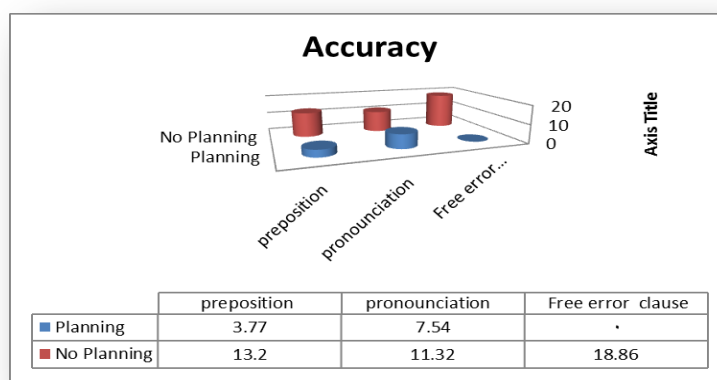 Accuracy
20
10
0
Axis Title
No Planning
Planning
preposition
pronounciation
Free error...
preposition pronounciation Free error clause
Planning 3.77 7.54 ·
No Planning 13.2 11.32 18.86